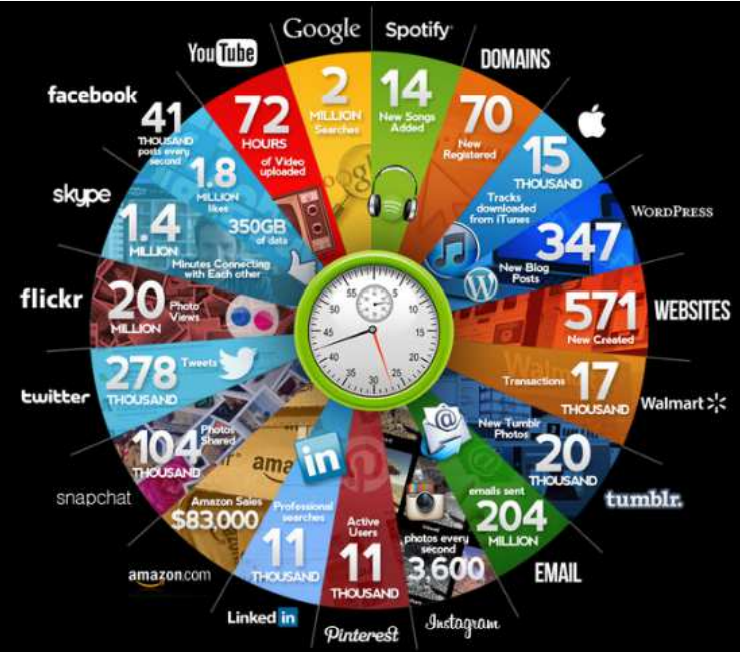 Google
2
MILLION
Searches
Spotify
14
New Songs
Added
DOMAINS
70
New
Registered
15
THOUSAND
Tracks
downloaded
from iTunes
WORDPRESS
347
New Blog
Posts
WEBSITES
571
New Created
Walmart
Transactions
17
THOUSAND
tumblr.
New Tumblr
Photos
20
THOUSAND
EMAIL
emails sent
204
MILLION
Instagram
photos every
second
3,600
Pinterest
Active
Users
11
THOUSAND
Linked in
in
Professional
searches
11
THOUSAND
amazon.com
Amazon Sales
$83,000
ama
snapchat
104
THOUSAND
Photos
Shared
twitter
278
THOUSAND
Tweets
flickr
20
MILLION
Photo
Views
skype
1.4
MILLION
Minutes Connecting
with Each other
facebook
41
THOUSAND
posts every
second
1.8
MILLION
likes
350GB
of data
YouTube
72
HOURS
of Video
uploaded
55
5
50
10
45
15
40
20
35
30
25